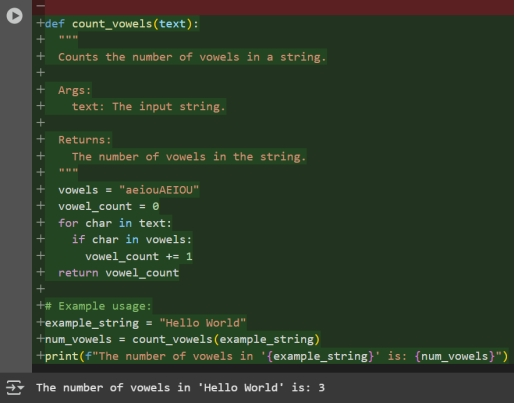 -
+def count_vowels(text):
+  """
+  Counts the number of vowels in a string.
+
+  Args:
+    text: The input string.
+
+  Returns:
+    The number of vowels in the string.
+  """
+  vowels = "aeiouAEIOU"
+  vowel_count = 0
+  for char in text:
+    if char in vowels:
+      vowel_count += 1
+  return vowel_count
+
+# Example usage:
+example_string = "Hello World"
+num_vowels = count_vowels(example_string)
+print(f"The number of vowels in '{example_string}' is: {num_vowels}")
The number of vowels in 'Hello World' is: 3